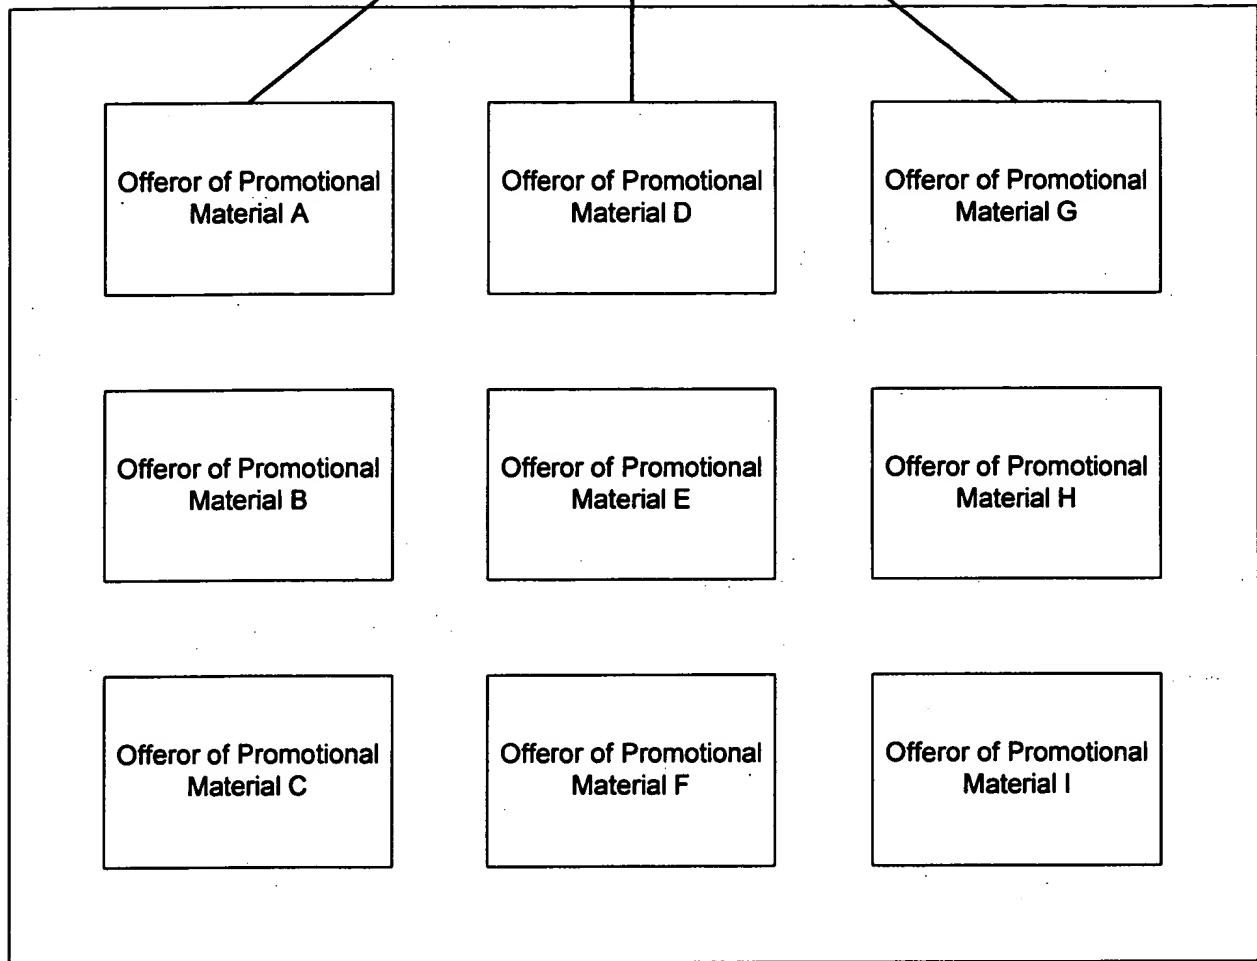 Offeror of Promotional
Material A
Offeror of Promotional
Material D
Offeror of Promotional
Material G
Offeror of Promotional
Material B
Offeror of Promotional
Material E
Offeror of Promotional
Material H
Offeror of Promotional
Material C
Offeror of Promotional
Material F
Offeror of Promotional
Material I